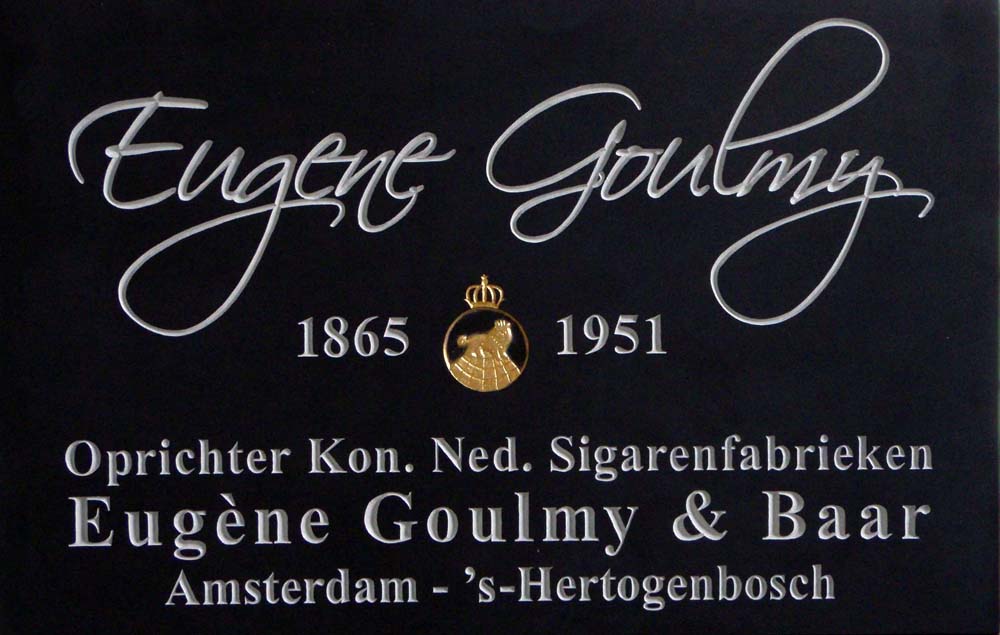 Eugene Goulmy
1865 1951
Oprichter Kon. Ned. Sigarenfabrieken
Eugène Goulmy & Baar
Amsterdam - 's-Hertogenbosch